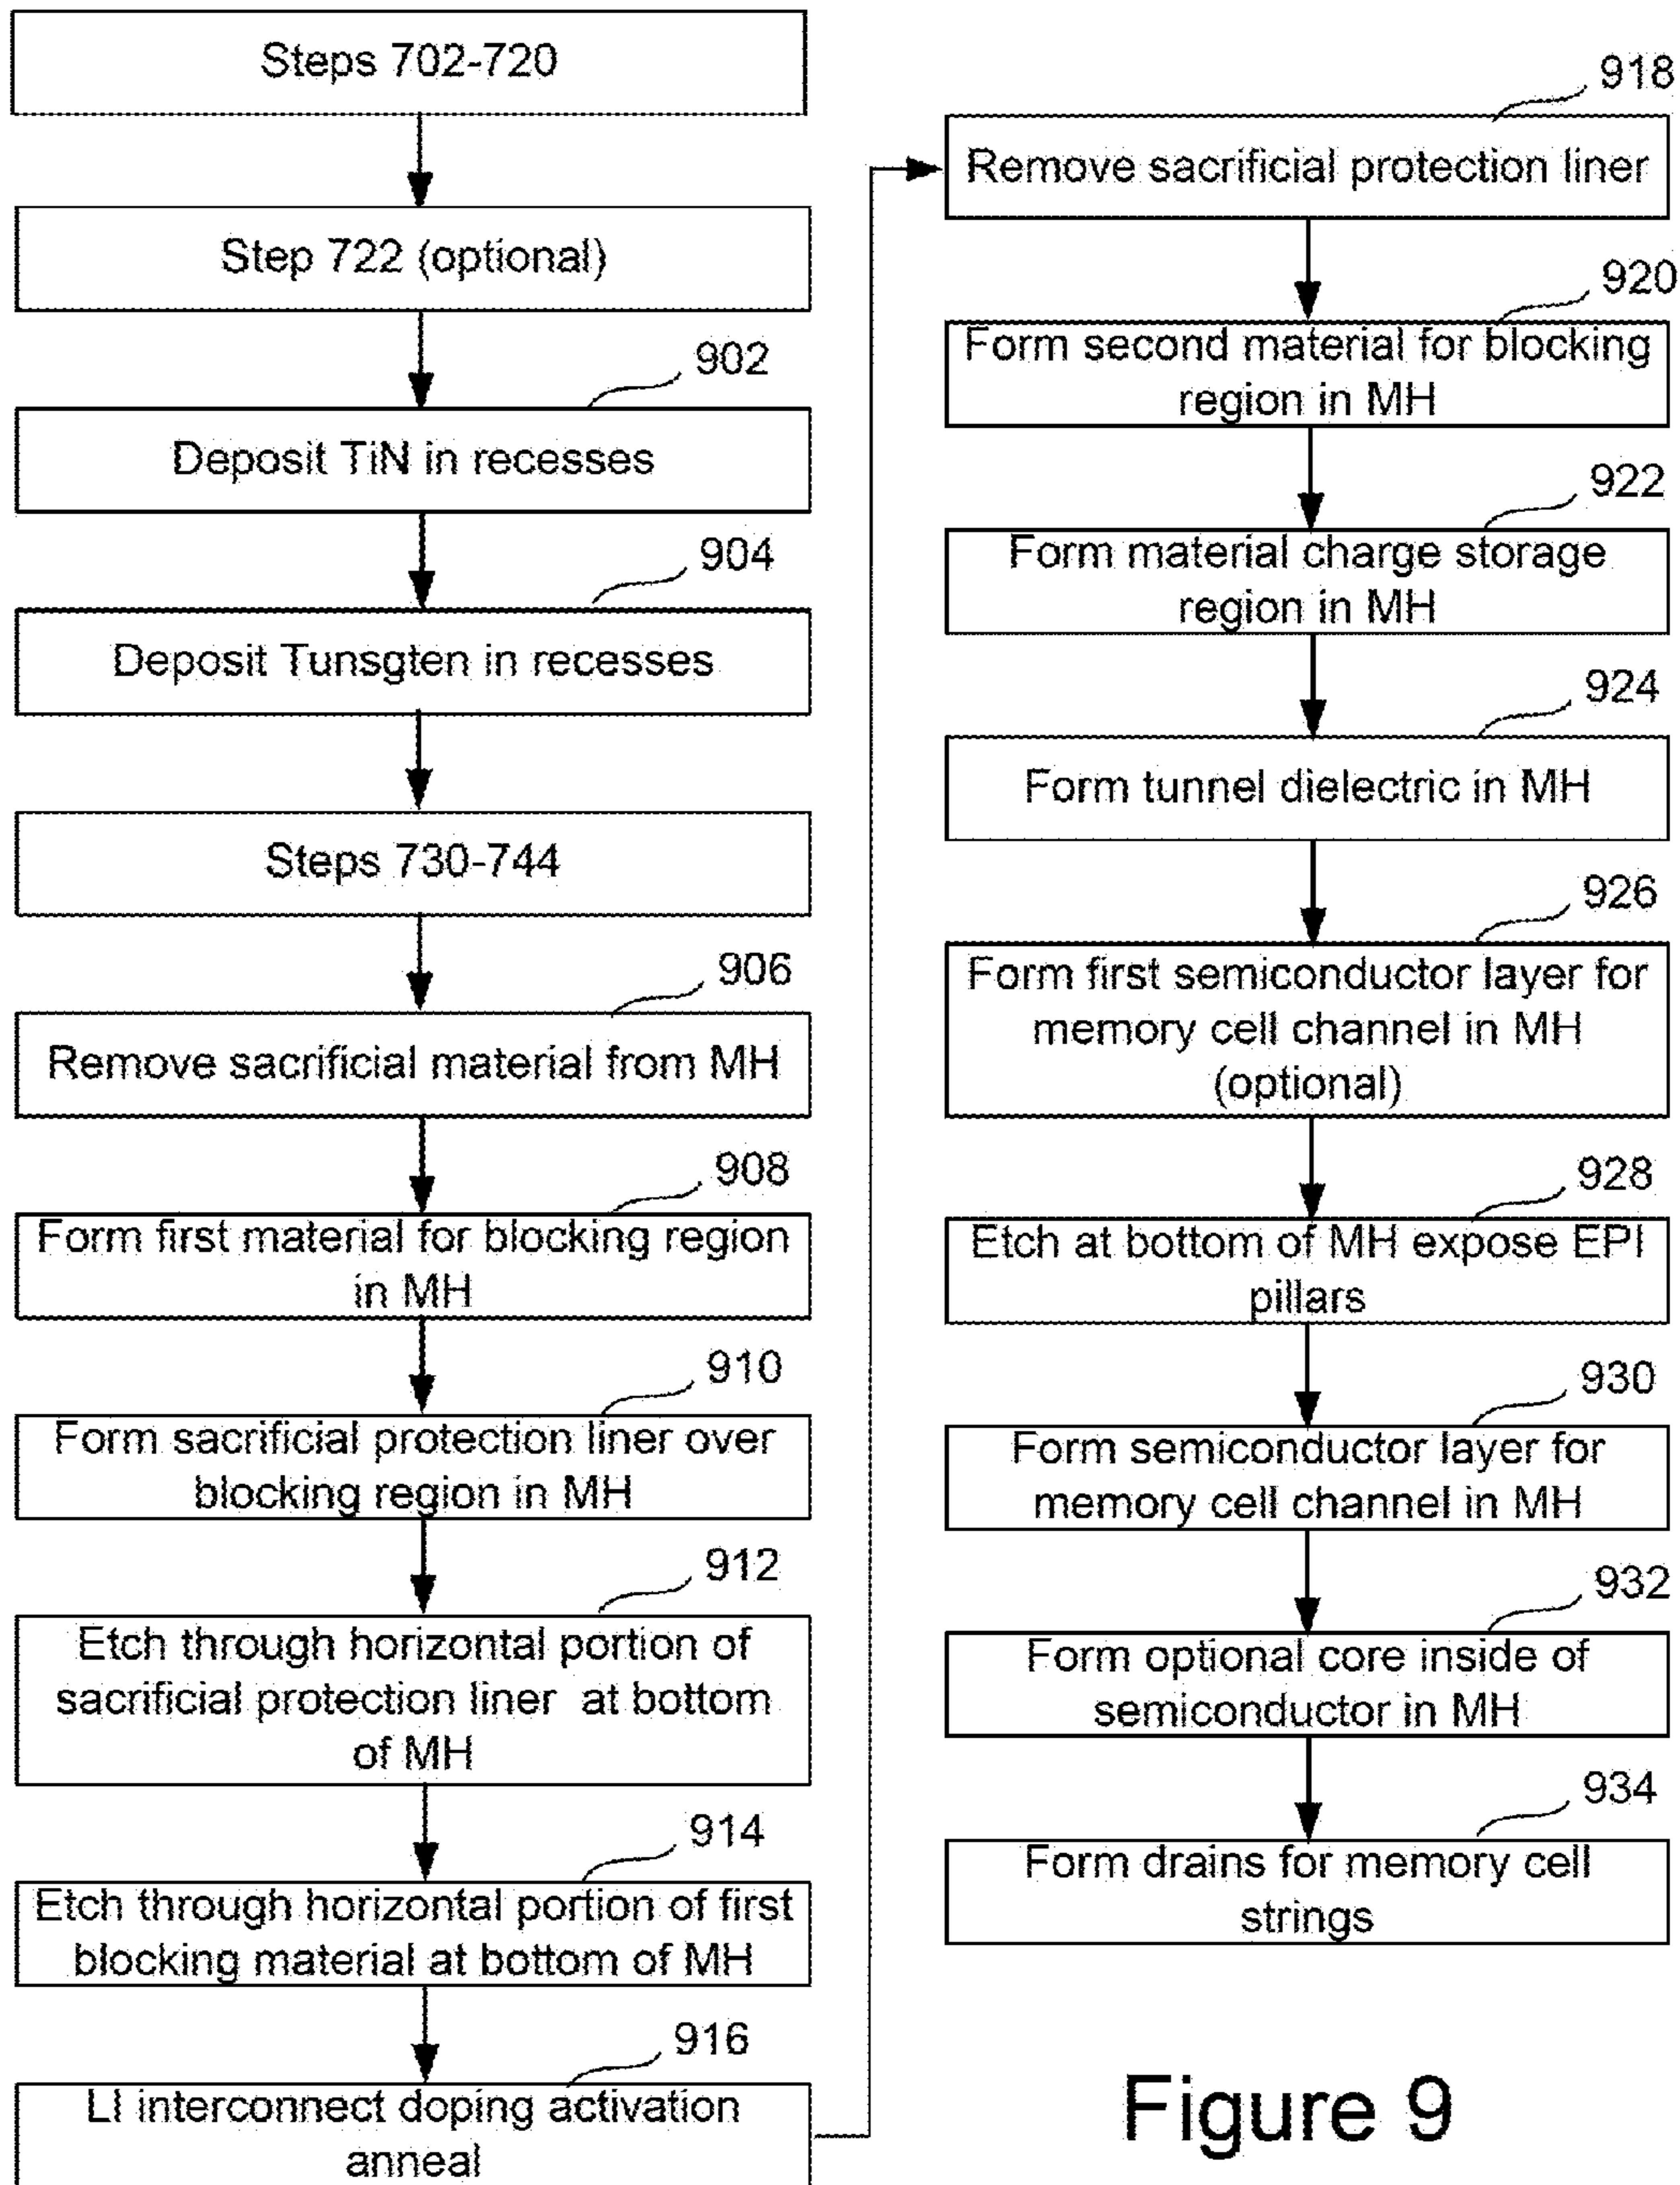 Steps 702-720
Step 722 (optional)
902
Deposit TiN in recesses
904
Deposit Tunsgten in recesses
Steps 730-744
906
Remove sacrificial material from MH
908
Form first material for blocking region
in MH
910
Form sacrificial protection liner over
blocking region in MH
912
Etch through horizontal portion of
sacrificial protection liner at bottom
of MH
914
Etch through horizontal portion of first
blocking material at bottom of MH
916
LI interconnect doping activation
anneal
918
Remove sacrificial protection liner
920
Form second material for blocking
region in MH
922
Form material charge storage
region in MH
924
Form tunnel dielectric in MH
926
Form first semiconductor layer for
memory cell channel in MH
(optional)
928
Etch at bottom of MH expose EPI
pillars
930
Form semiconductor layer for
memory cell channel in MH
932
Form optional core inside of
semiconductor in MH
934
Form drains for memory cell
strings
Figure 9